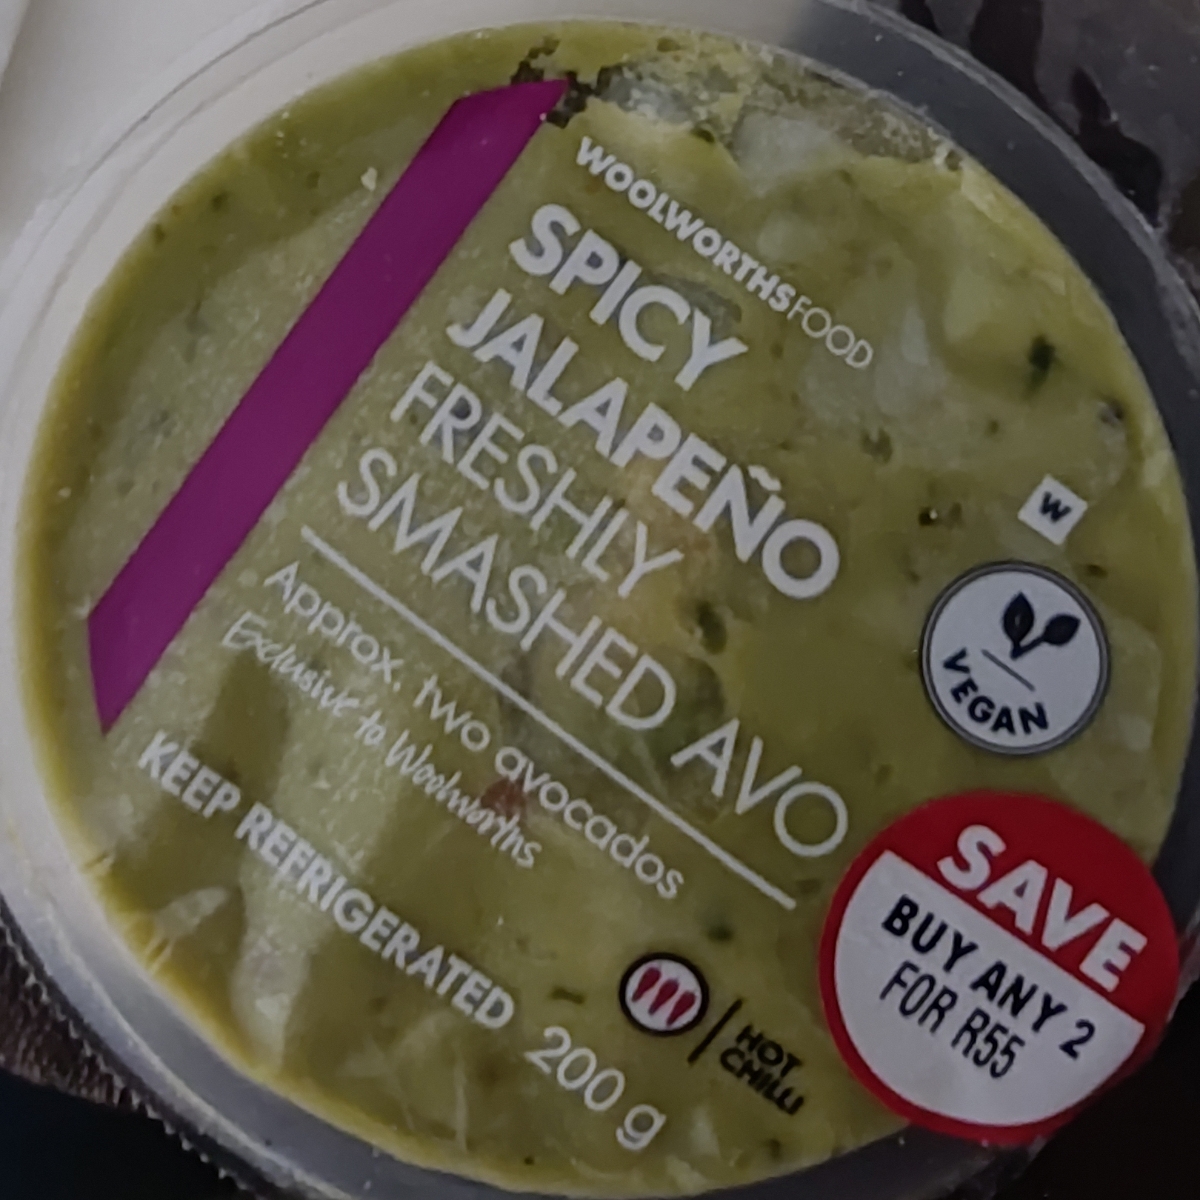 WOOLWORTHSFOOD
SPICY
JALAPEÑO
FRESHLY
SMASHED AVO
Approx. two avocados
Exclusive to Woolworths
KEEP REFRIGERATED 200 g
HOT
CHILLI
W
VEGAN
SAVE
BUY ANY 2
FOR R55